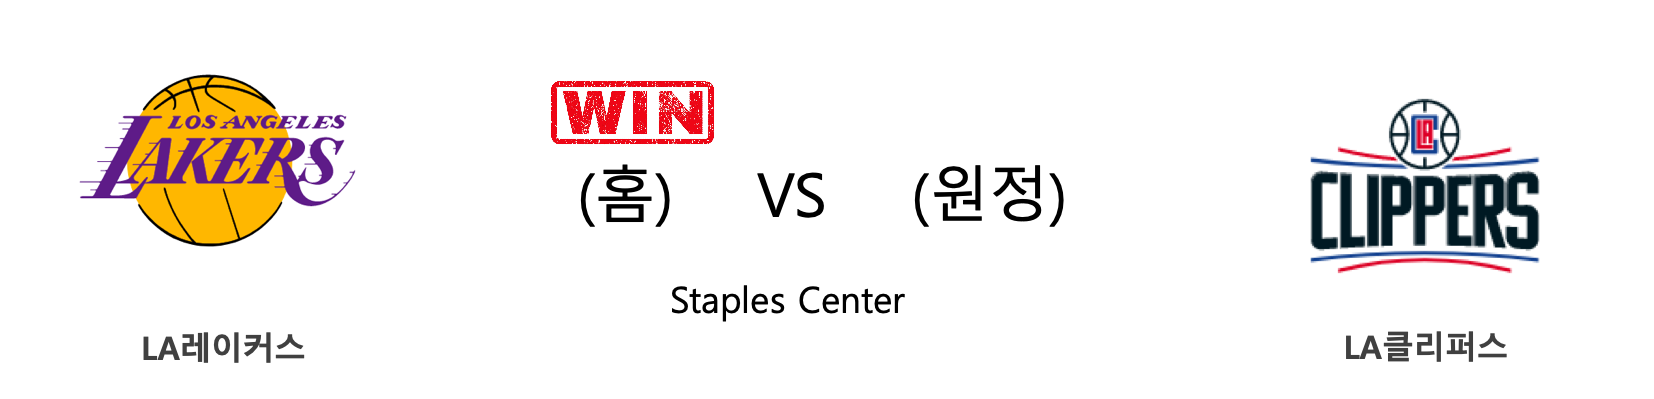 LOS ANGELES
LAKERS
WIN
(홈) VS (원정)
Staples Center
LA레이커스
LA
CLIPPERS
LA클리퍼스